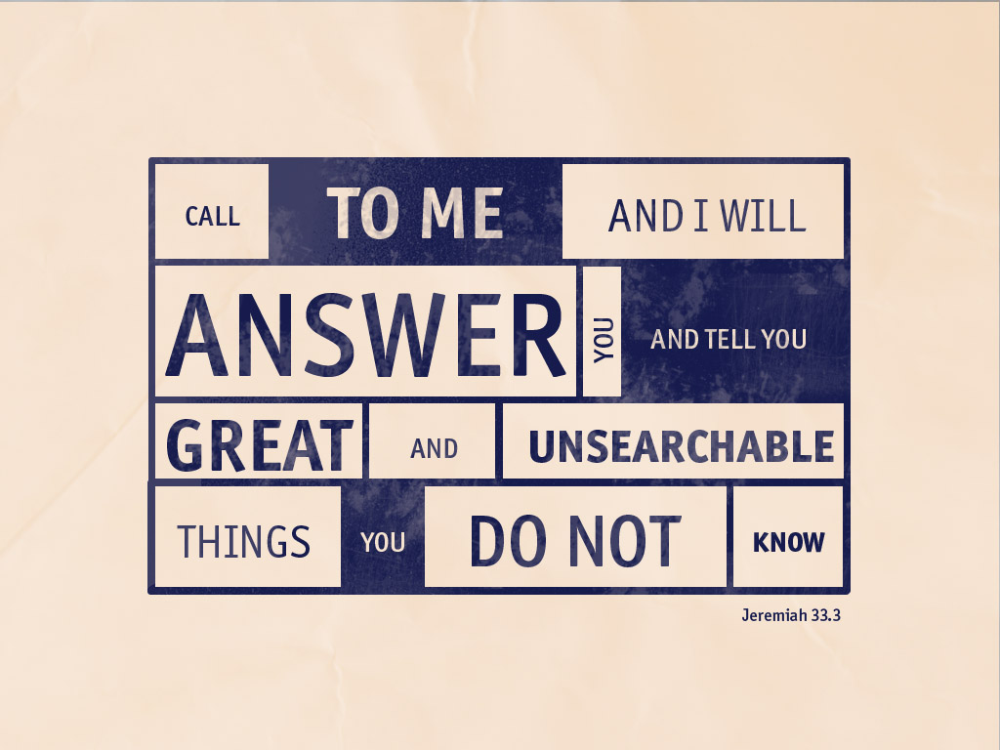 CALL TO ME AND I WILL
ANSWER YOU AND TELL YOU
GREAT AND UNSEARCHABLE
THINGS YOU DO NOT KNOW
Jeremiah 33.3